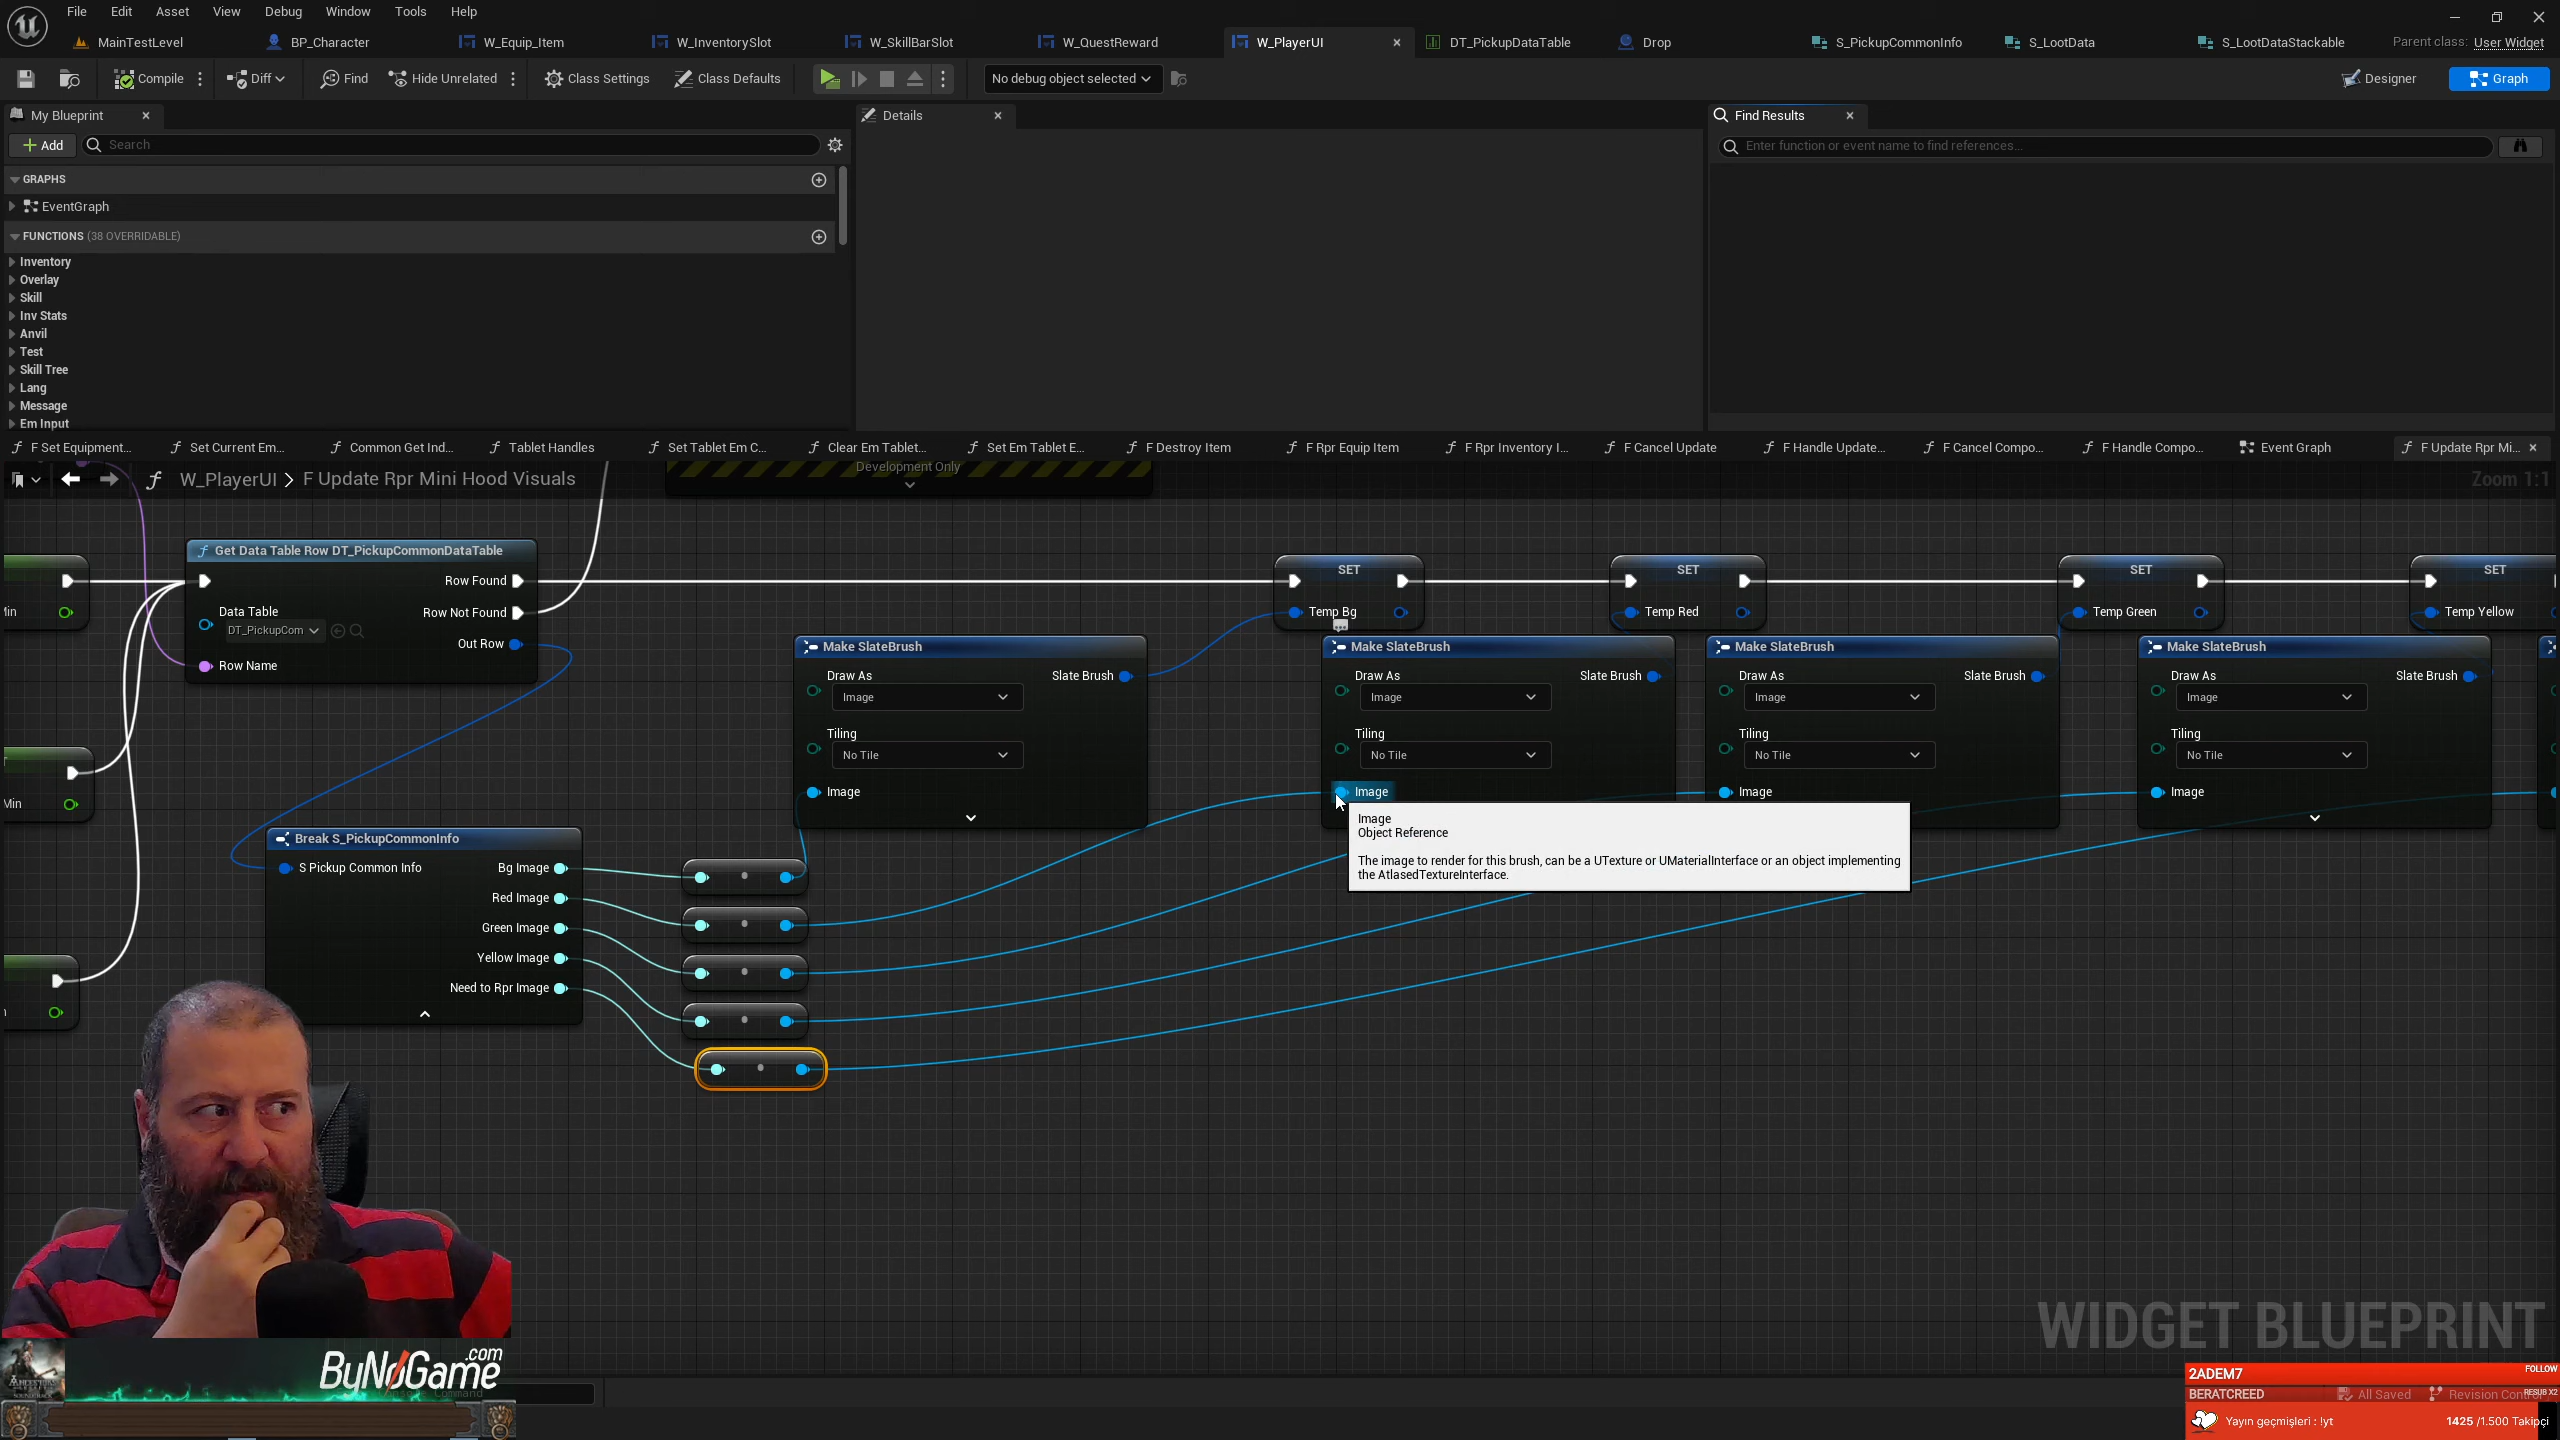 File Edit Asset View Debug Window Tools Help
MainTestLevel BP_Character W_Equip_Item W_InventorySlot W_SkillBarSlot W_QuestReward W_PlayerUI DT_PickupDataTable Drop S_PickupCommonInfo S_LootData S_LootDataStackable Parent class: User Widget
Compile Diff Find Hide Unrelated Class Settings Class Defaults No debug object selected Designer Graph
My Blueprint Details Find Results
Add Search Enter function or event name to find references...
GRAPHS
EventGraph
FUNCTIONS (38 OVERRIDABLE)
Inventory
Overlay
Skill
Inv Stats
Anvil
Test
Skill Tree
Lang
Message
Em Input
F Set Equipment... Set Current Em... Common Get Ind... Tablet Handles Set Tablet Em C... Clear Em Tablet... Set Em Tablet E... F Destroy Item F Rpr Equip Item F Rpr Inventory I... F Cancel Update F Handle Update... F Cancel Compo... F Handle Compo... Event Graph F Update Rpr Mi...
Development Only
W_PlayerUI > F Update Rpr Mini Hood Visuals Zoom 1:1
Get Data Table Row DT_PickupCommonDataTable
Row Found
Data Table
DT_PickupCom
Row Not Found
Out Row
Row Name
Min
SET
Temp Bg
SET
Temp Red
SET
Temp Green
SET
Temp Yellow
Make SlateBrush
Draw As
Image
Slate Brush
Tiling
No Tile
Image
Make SlateBrush
Draw As
Image
Slate Brush
Tiling
No Tile
Image
Make SlateBrush
Draw As
Image
Slate Brush
Tiling
No Tile
Image
Make SlateBrush
Draw As
Image
Slate Brush
Tiling
No Tile
Image
Image
Object Reference
The image to render for this brush, can be a UTexture or UMaterialInterface or an object implementing
the AtlasedTextureInterface.
Break S_PickupCommonInfo
S Pickup Common Info
Bg Image
Red Image
Green Image
Yellow Image
Need to Rpr Image
WIDGET BLUEPRINT
ByNoGame.com
Command
2ADEM7 FOLLOW
BERATCREED RESUB X2
All Saved Revision Control
Yayın geçmişleri : !yt 1425 /1.500 Takipçi